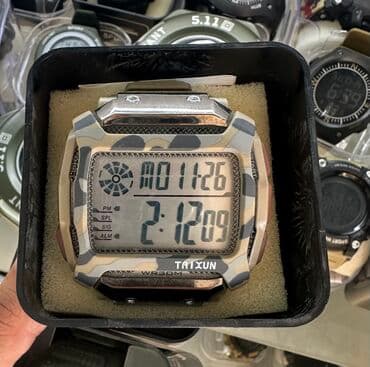 5.11
MO 11-26
PM
SPL
SIG
ALM
2:12 09
TAIXUN
WR30M